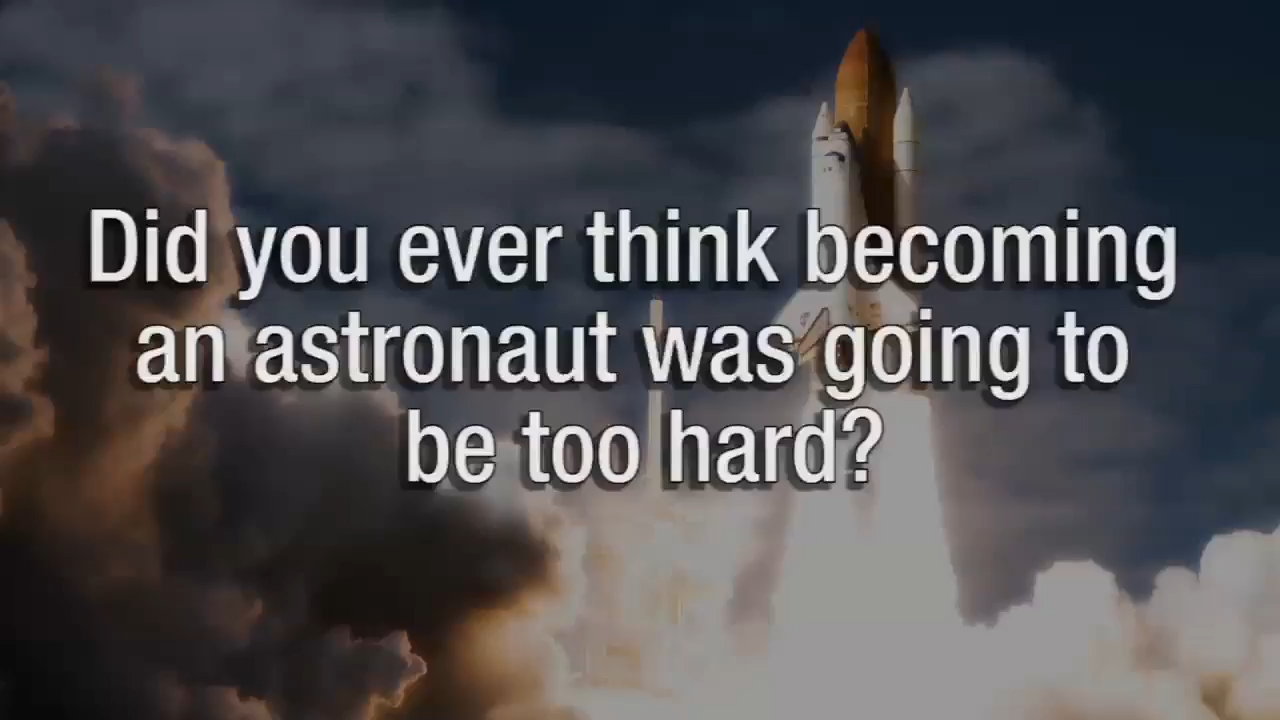 Did you ever think becoming
an astronaut was going to
be too hard?